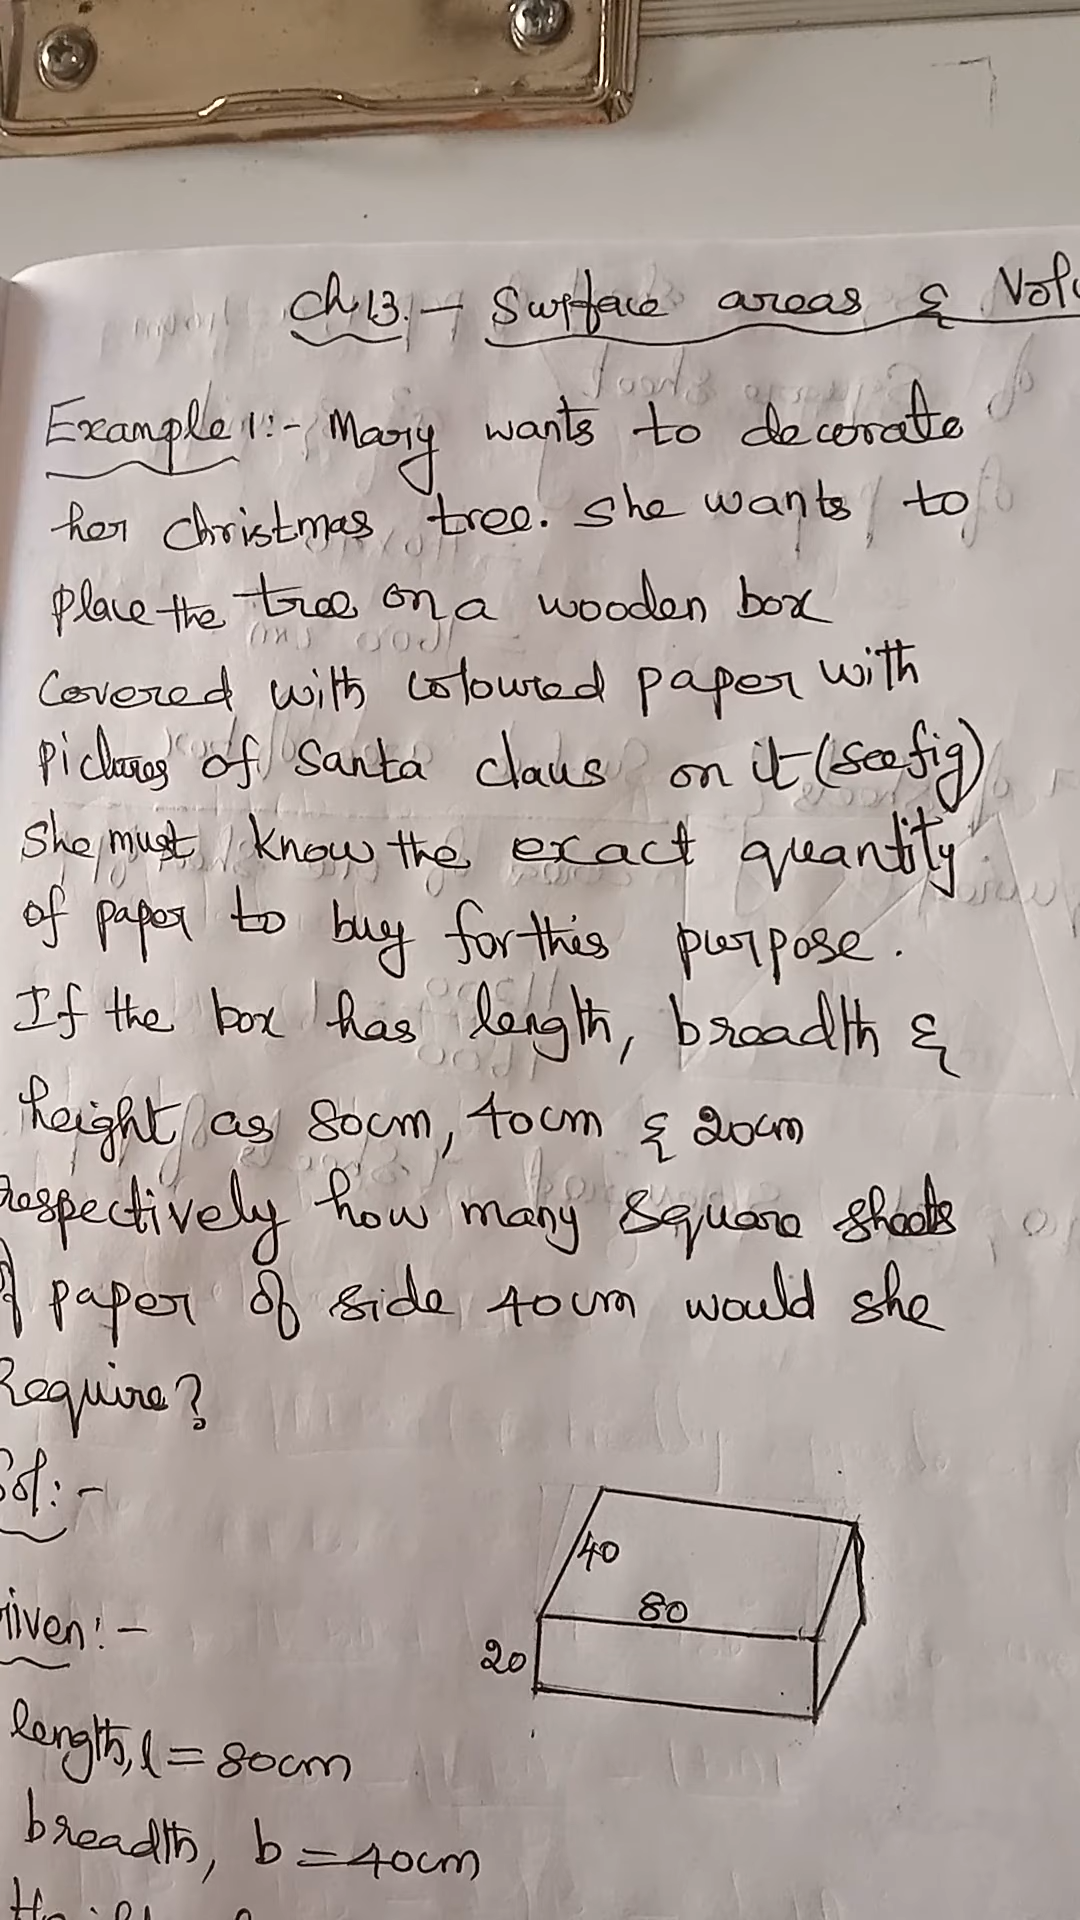 Ch 13. - Surface areas &
Example 1:- Mary wants to decorate
her christmas tree. She wants to
place the tree on a wooden box
covered with coloured paper with
pictures of Santa claus on it (see fig)
She must know the exact quantity
of paper to buy for this purpose.
If the box has length, breadth &
height as 80cm, 40cm & 20cm
respectively how many square sheets
of paper of side 40cm would she
Require?
Sol:-
40
80
20
Given:-
length, l = 80cm
breadth, b = 40cm